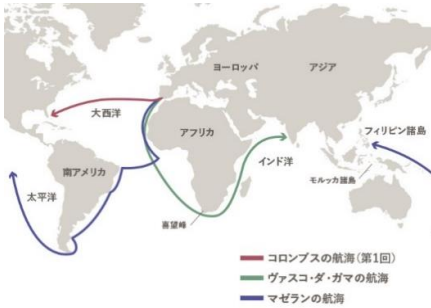 ヨーロッパ
アジア
大西洋
アフリカ
フィリピン諸島
インド洋
南アメリカ
モルッカ諸島
太平洋
喜望峰
コロンブスの航海(第1回)
ヴァスコ・ダ・ガマの航海
マゼランの航海